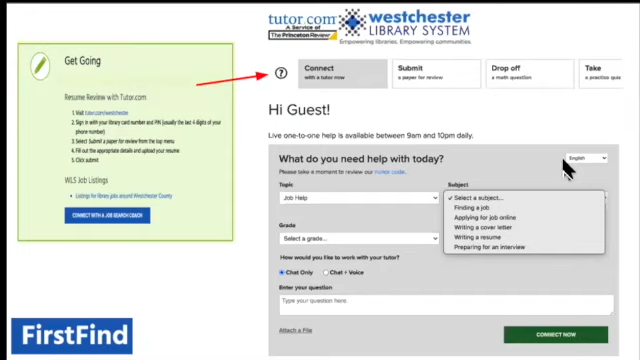 Get Going
Resume Review with Tutor.com
1. Visit
2. Sign in with your library card number and PIN (usually the last 4 digits of your
phone number)
3. Select Submit a paper for review from the top menu
4. Fill out the appropriate details and upload your resume
5. Click submit
WLS Job Listings
Listings for library jobs around Westchester County
CONNECT WITH A JOB SEARCH COACH
FirstFind
tutor.com
A Service of
The Princeton Review
westchester
LIBRARY SYSTEM
Empowering libraries. Empowering communities.
?
Connect
with a tutor now
Submit
a paper for review
Drop off
a math question
Take
a practice quiz
Hi Guest!
Live one-to-one help is available between 9am and 10pm daily.
What do you need help with today?
English
Please take a moment to review our
Topic
Job Help
Subject
Select a subject...
Finding a job
Applying for job online
Writing a cover letter
Writing a resume
Preparing for an interview
Grade
Select a grade...
How would you like to work with your tutor?
Chat Only
Chat + Voice
Enter your question
Type your question here.
Attach a File
CONNECT NOW